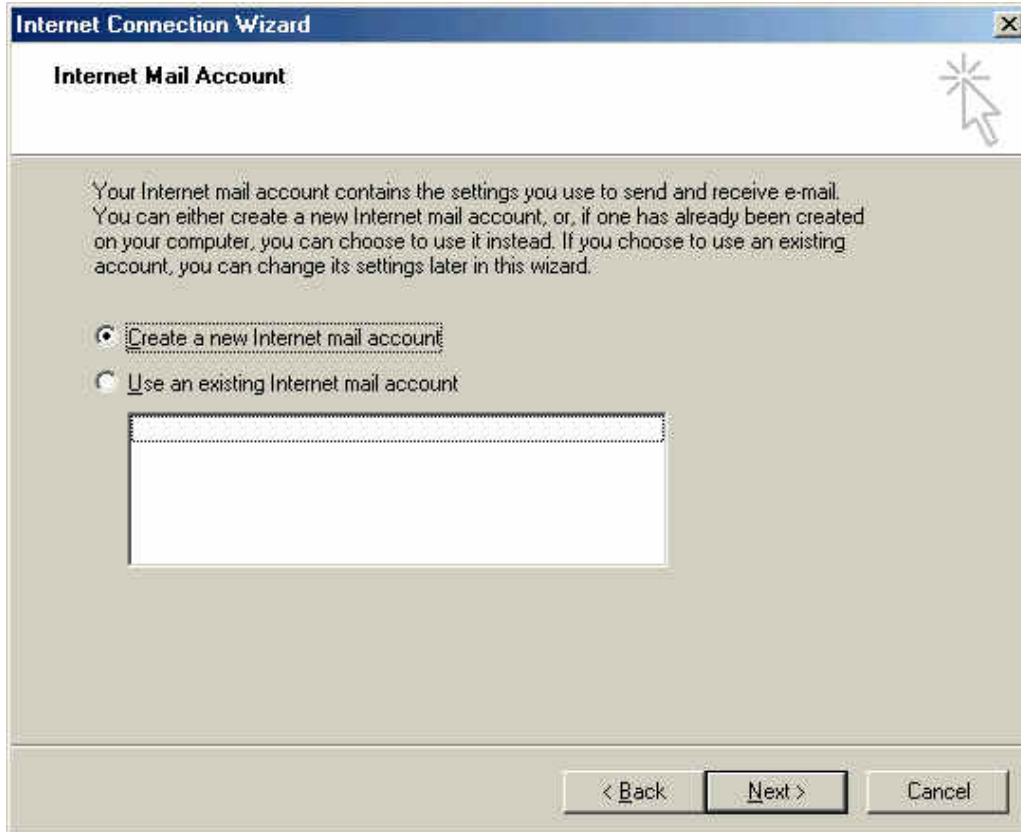 Internet Connection Wizard
Internet Mail Account
Your Internet mail account contains the settings you use to send and receive e-mail.
You can either create a new Internet mail account, or, if one has already been created
on your computer, you can choose to use it instead. If you choose to use an existing
account, you can change its settings later in this wizard.
Create a new Internet mail account
Use an existing Internet mail account
< Back
Next >
Cancel